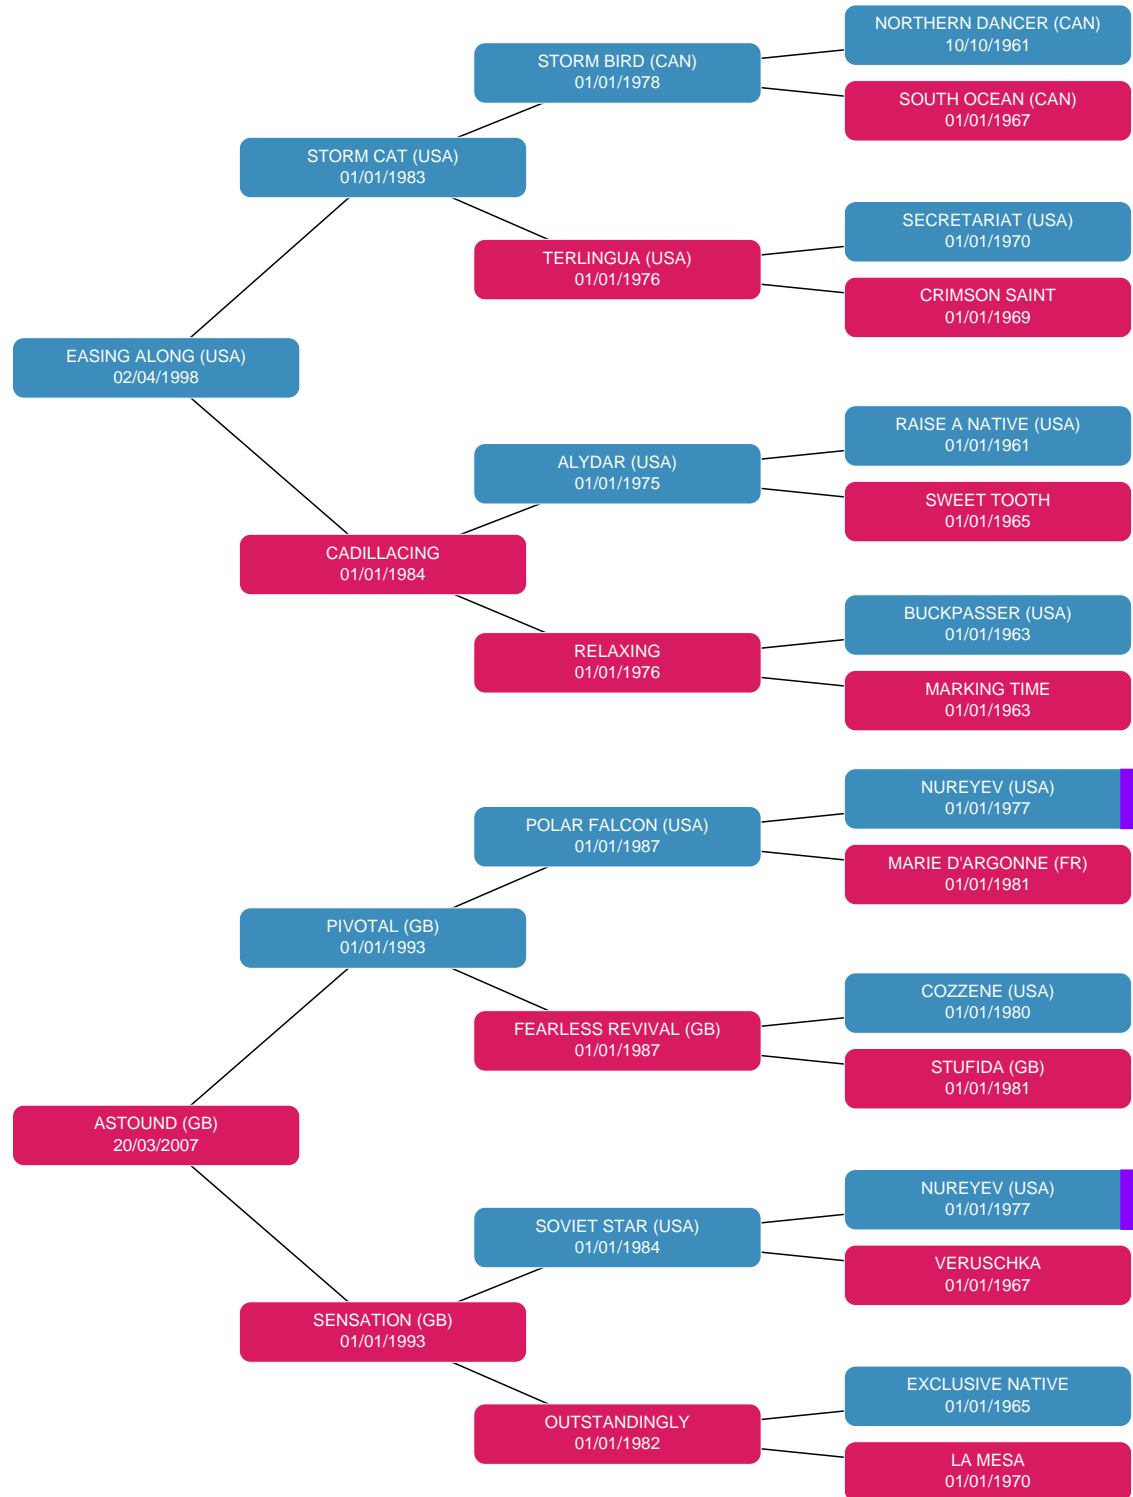 NORTHERN DANCER (CAN)
10/10/1961
STORM BIRD (CAN)
01/01/1978
SOUTH OCEAN (CAN)
01/01/1967
STORM CAT (USA)
01/01/1983
SECRETARIAT (USA)
01/01/1970
TERLINGUA (USA)
01/01/1976
CRIMSON SAINT
01/01/1969
EASING ALONG (USA)
02/04/1998
RAISE A NATIVE (USA)
01/01/1961
ALYDAR (USA)
01/01/1975
SWEET TOOTH
01/01/1965
CADILLACING
01/01/1984
BUCKPASSER (USA)
01/01/1963
RELAXING
01/01/1976
MARKING TIME
01/01/1963
NUREYEV (USA)
01/01/1977
POLAR FALCON (USA)
01/01/1987
MARIE D'ARGONNE (FR)
01/01/1981
PIVOTAL (GB)
01/01/1993
COZZENE (USA)
01/01/1980
FEARLESS REVIVAL (GB)
01/01/1987
STUFIDA (GB)
01/01/1981
ASTOUND (GB)
20/03/2007
NUREYEV (USA)
01/01/1977
SOVIET STAR (USA)
01/01/1984
VERUSCHKA
01/01/1967
SENSATION (GB)
01/01/1993
EXCLUSIVE NATIVE
01/01/1965
OUTSTANDINGLY
01/01/1982
LA MESA
01/01/1970